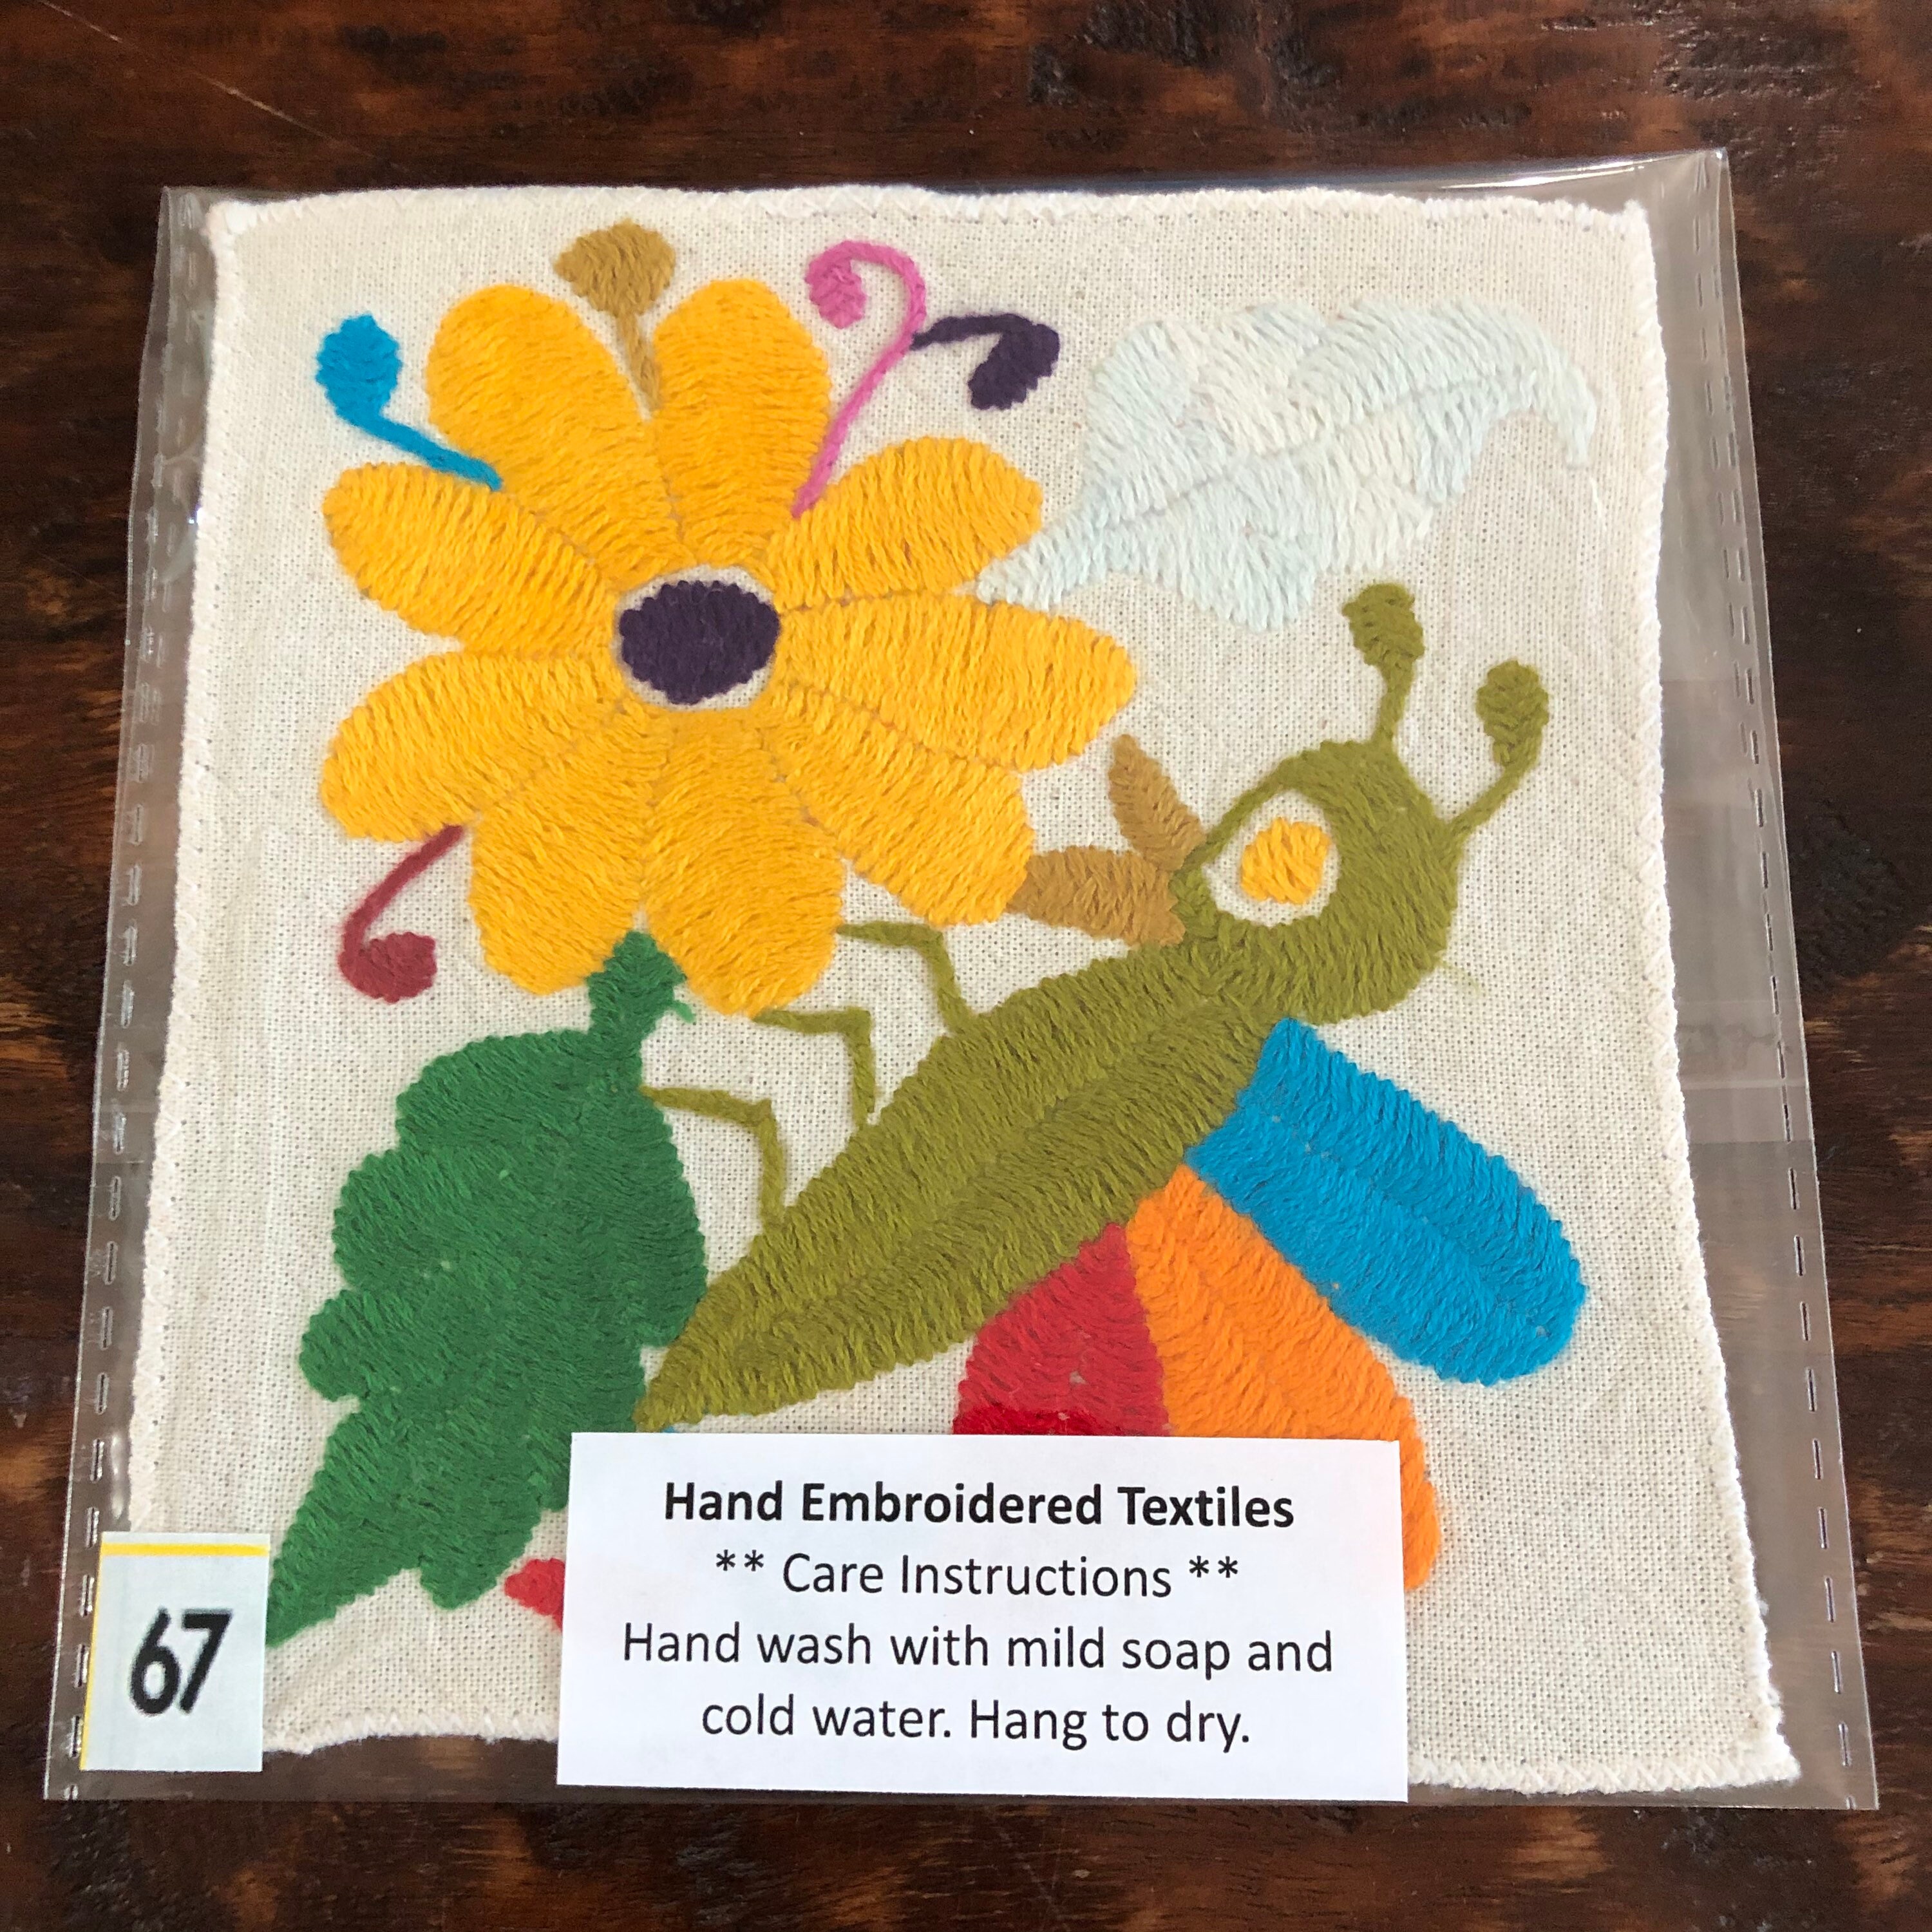 Hand Embroidered Textiles
** Care Instructions **
Hand wash with mild soap and
cold water. Hang to dry.
67